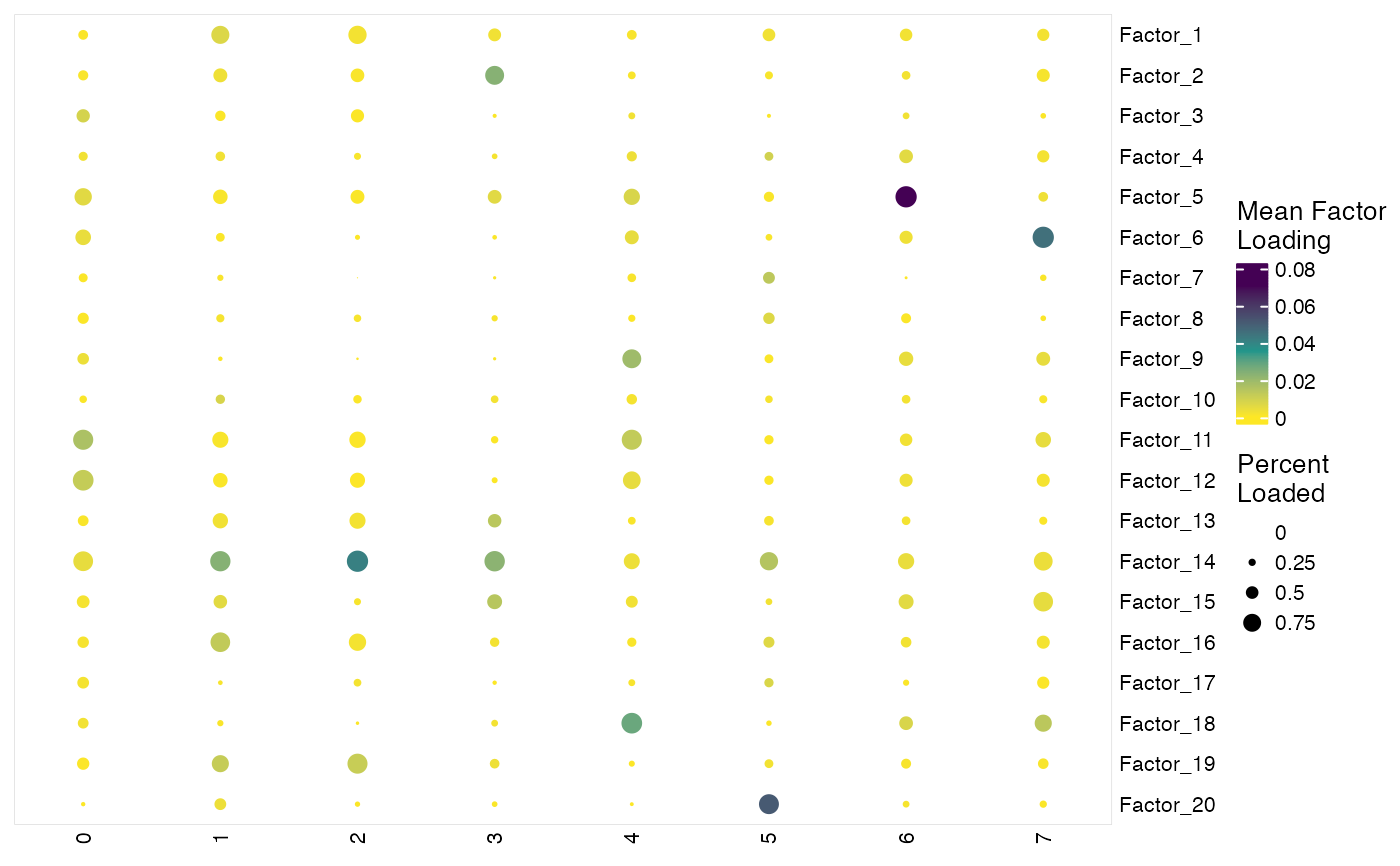 Factor_1
Factor_2
Factor_3
Factor_4
Factor_5
Factor_6
Factor_7
Factor_8
Factor_9
Factor_10
Factor_11
Factor_12
Factor_13
Factor_14
Factor_15
Factor_16
Factor_17
Factor_18
Factor_19
Factor_20
0 1 2 3 4 5 6 7
Mean Factor
Loading
0.08
0.06
0.04
0.02
0
Percent
Loaded
0
0.25
0.5
0.75